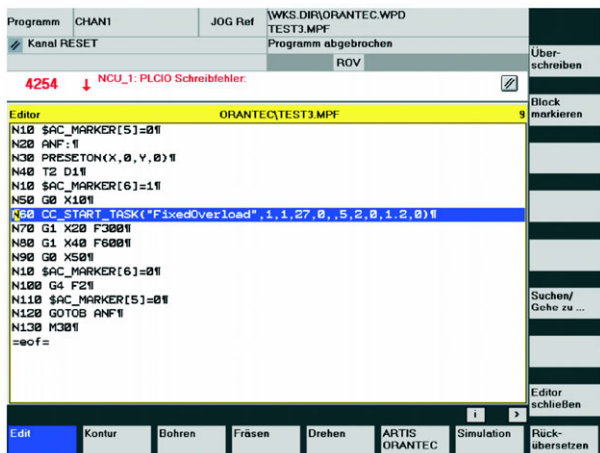 Programm CHAN1 JOG Ref \WKS.DIR\ORANTEC.WPD
TEST3.MPF
Kanal RESET Programm abgebrochen
ROV
4254 ↓ NCU_1: PLCIO Schreibfehler:
Editor ORANTEC\TEST3.MPF 9
N10 $AC_MARKER[5]=0¶
N20 ANF:¶
N30 PRESETON(X,0,Y,0)¶
N40 T2 D1¶
N10 $AC_MARKER[6]=1¶
N50 G0 X10¶
N60 CC_START_TASK("FixedOverload",1,1,27,0,,5,2,0,1.2,0)¶
N70 G1 X20 F300¶
N80 G1 X40 F600¶
N90 G0 X50¶
N10 $AC_MARKER[6]=0¶
N100 G4 F2¶
N110 $AC_MARKER[5]=0¶
N120 GOTOB ANF¶
N130 M30¶
=eof=
i >
Über-
schreiben
Block
markieren
Suchen/
Gehe zu ...
Editor
schließen
Edit Kontur Bohren Fräsen Drehen ARTIS
ORANTEC Simulation Rück-
übersetzen